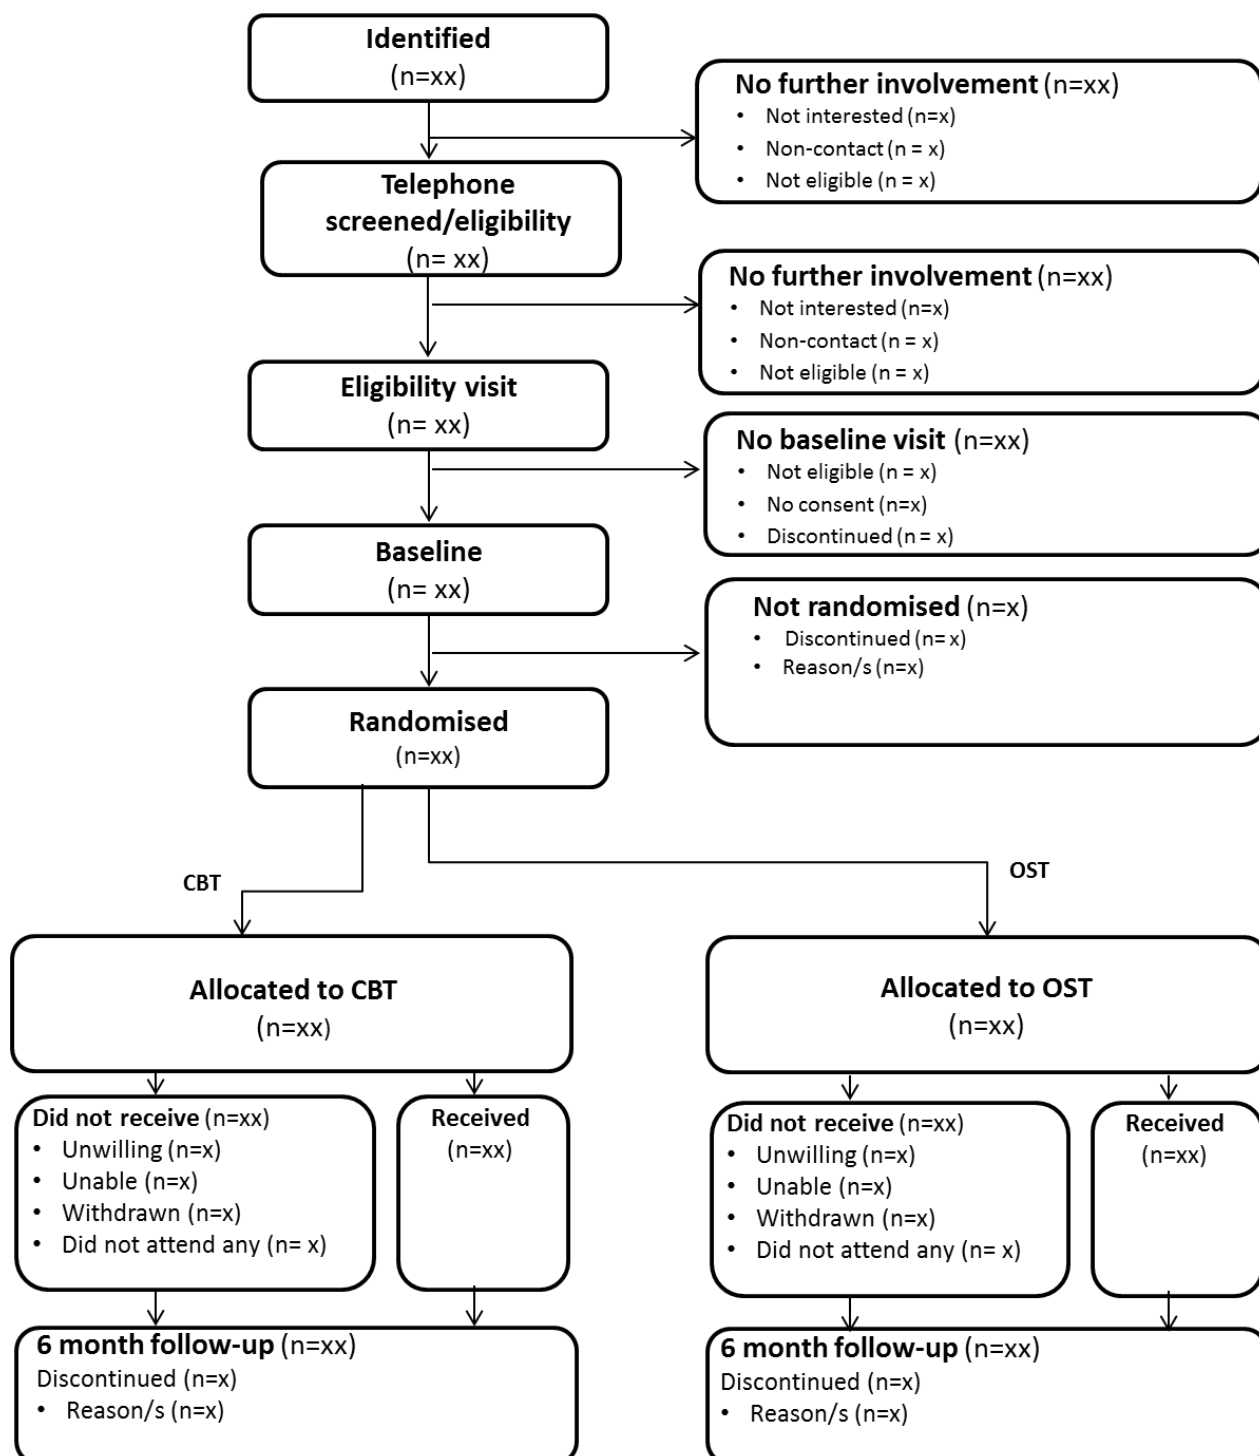 Identified
(n=xx)
No further involvement (n=xx)
• Not interested (n=x)
• Non-contact (n = x)
• Not eligible (n = x)
Telephone
screened/eligibility
(n= xx)
No further involvement (n=xx)
• Not interested (n=x)
• Non-contact (n = x)
• Not eligible (n = x)
Eligibility visit
(n= xx)
No baseline visit (n=xx)
• Not eligible (n = x)
• No consent (n=x)
• Discontinued (n = x)
Baseline
(n= xx)
Not randomised (n=x)
• Discontinued (n= x)
• Reason/s (n=x)
Randomised
(n=xx)
CBT
OST
Allocated to CBT
(n=xx)
Allocated to OST
(n=xx)
Did not receive (n=xx)
• Unwilling (n=x)
• Unable (n=x)
• Withdrawn (n=x)
• Did not attend any (n= x)
Received
(n=xx)
Did not receive (n=xx)
• Unwilling (n=x)
• Unable (n=x)
• Withdrawn (n=x)
• Did not attend any (n= x)
Received
(n=xx)
6 month follow-up (n=xx)
Discontinued (n=x)
• Reason/s (n=x)
6 month follow-up (n=xx)
Discontinued (n=x)
• Reason/s (n=x)